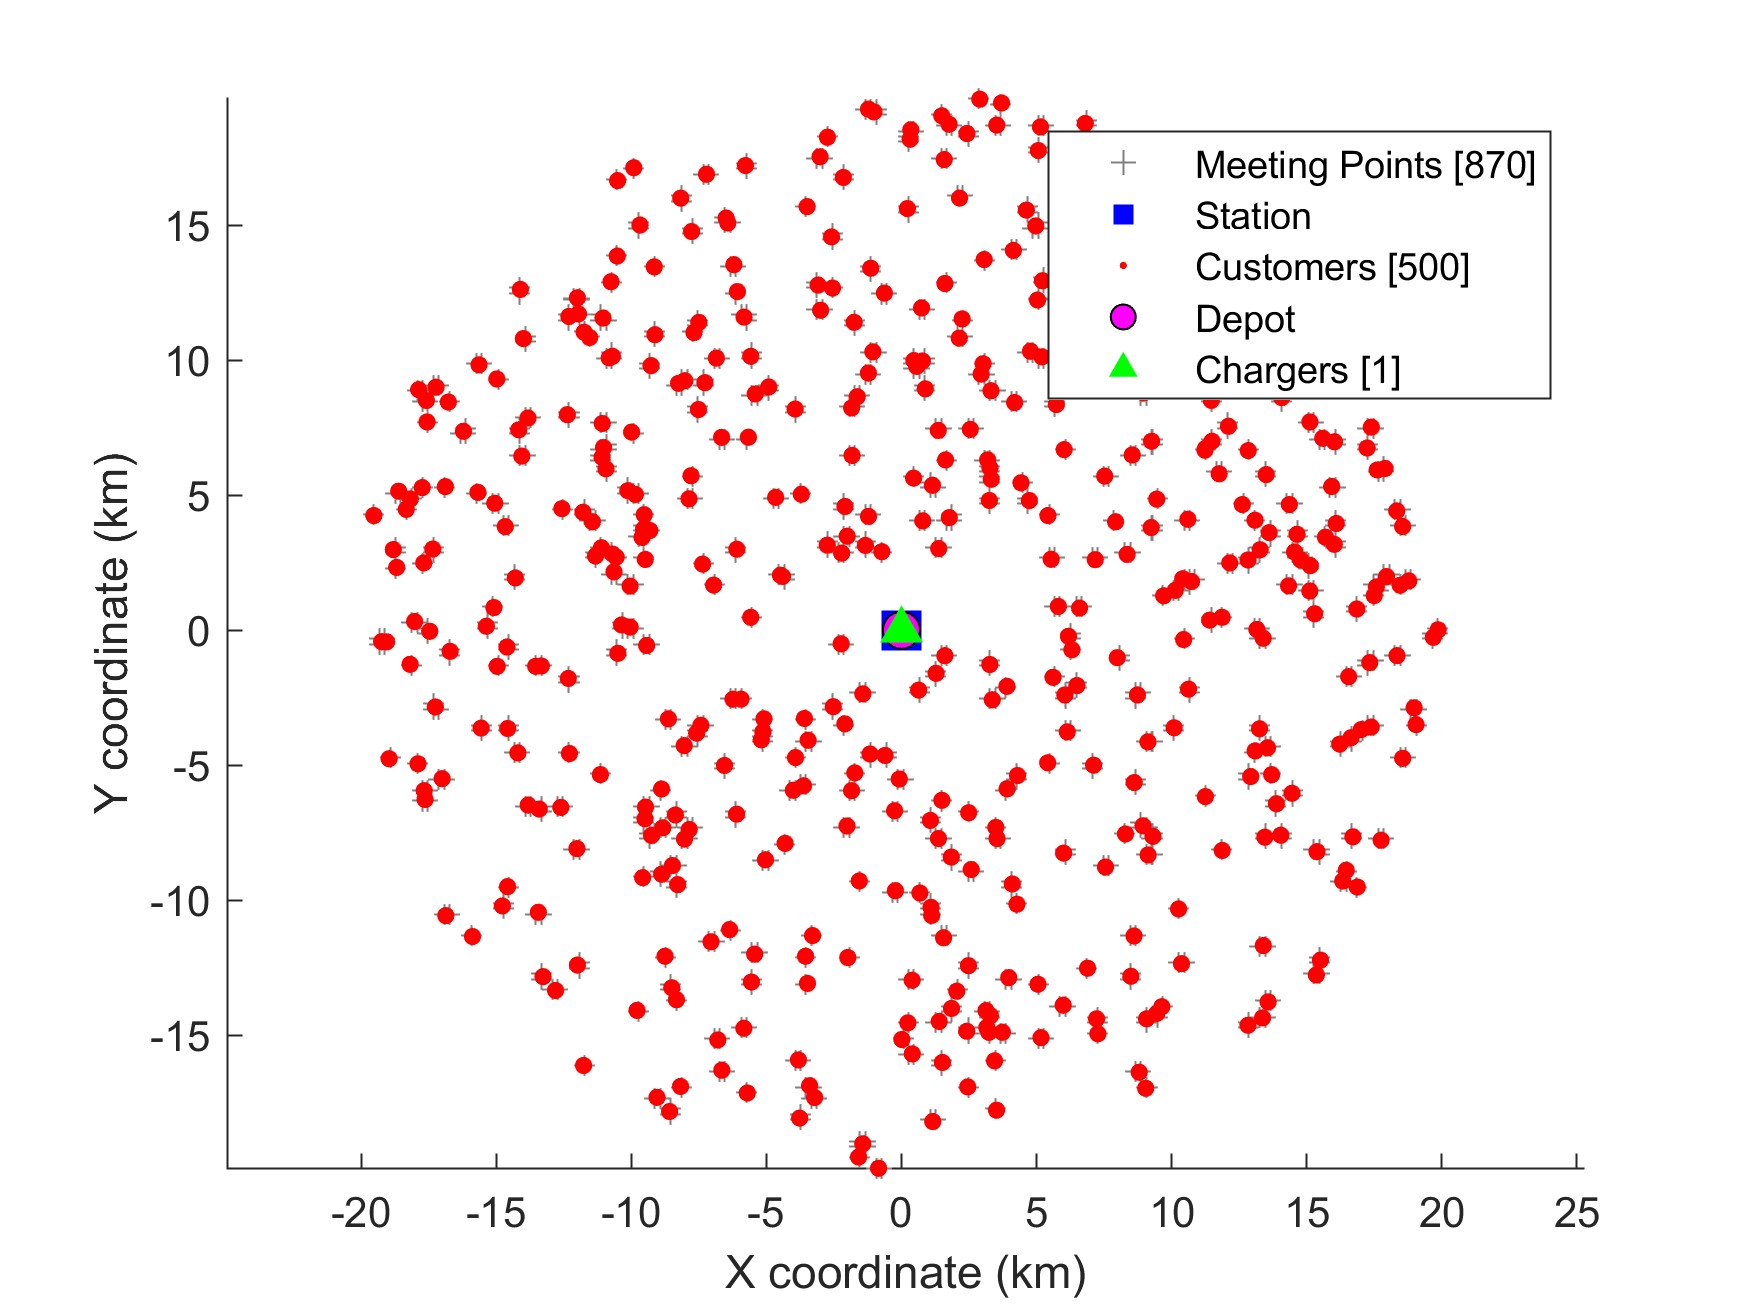 Meeting Points [870]
Station
Customers [500]
Depot
Chargers [1]
15
10
5
0
-5
-10
-15
Y coordinate (km)
-20 -15 -10 -5 0 5 10 15 20 25
X coordinate (km)